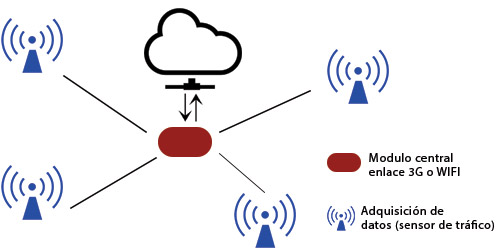 Modulo central
enlace 3G o WIFI
Adquisición de
datos (sensor de tráfico)